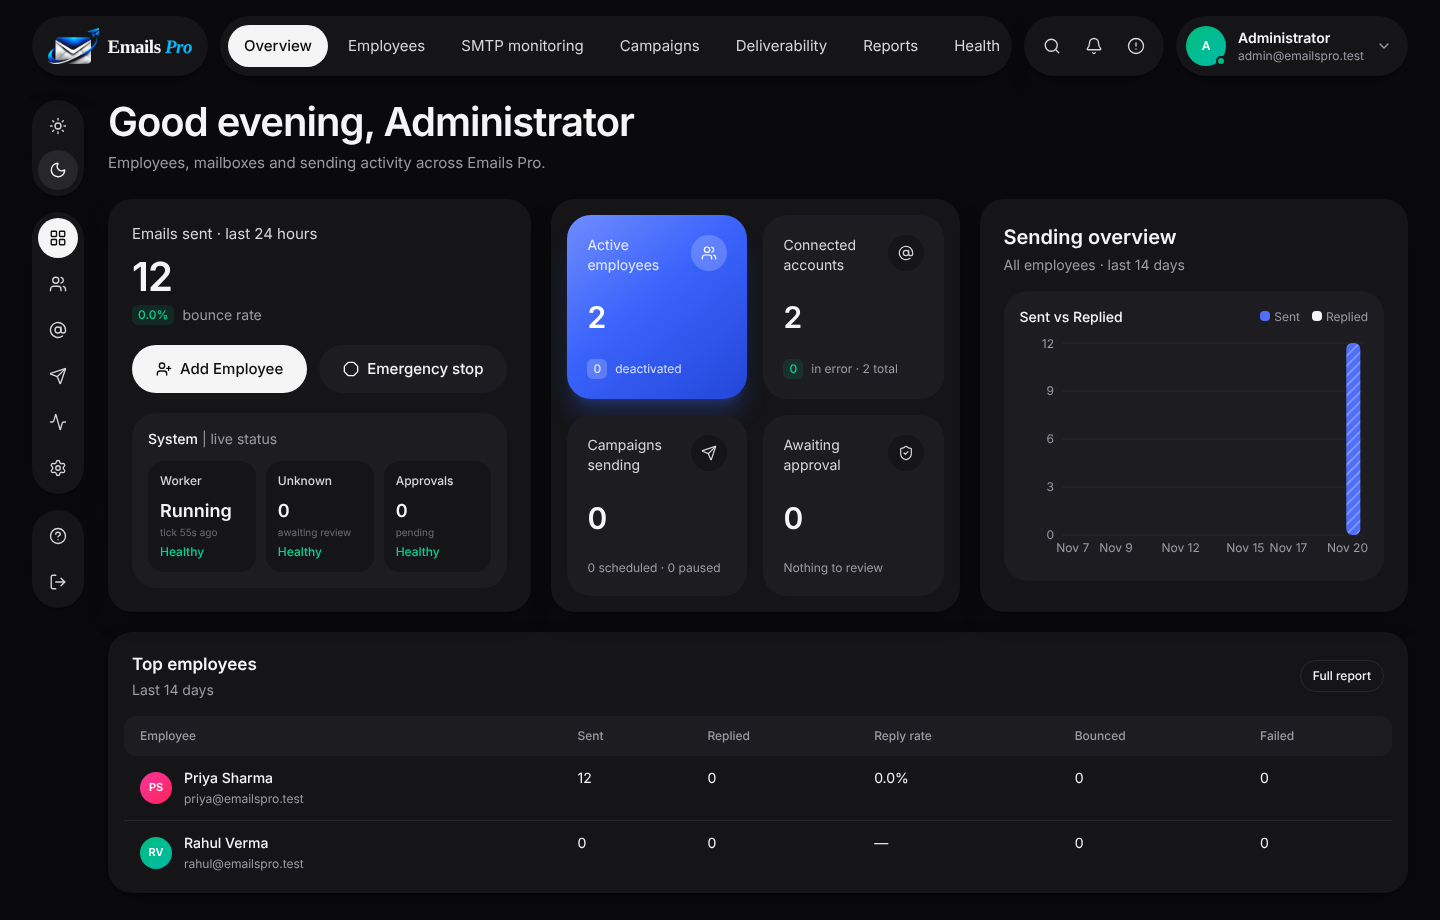 Emails Pro
Overview
Employees
SMTP monitoring
Campaigns
Deliverability
Reports
Health
A
Administrator
admin@emailspro.test
Good evening, Administrator
Employees, mailboxes and sending activity across Emails Pro.
Emails sent · last 24 hours
12
0.0% bounce rate
Add Employee
Emergency stop
System | live status
Worker
Running
tick 55s ago
Healthy
Unknown
0
awaiting review
Healthy
Approvals
0
pending
Healthy
Active
employees
2
0 deactivated
Connected
accounts
2
0 in error · 2 total
Campaigns
sending
0
0 scheduled · 0 paused
Awaiting
approval
0
Nothing to review
Sending overview
All employees · last 14 days
Sent vs Replied
Sent
Replied
12
9
6
3
0
Nov 7 Nov 9 Nov 12 Nov 15 Nov 17 Nov 20
Top employees
Last 14 days
Full report
Employee Sent Replied Reply rate Bounced Failed
PS Priya Sharma 12 0 0.0% 0 0
priya@emailspro.test
RV Rahul Verma 0 0 — 0 0
rahul@emailspro.test